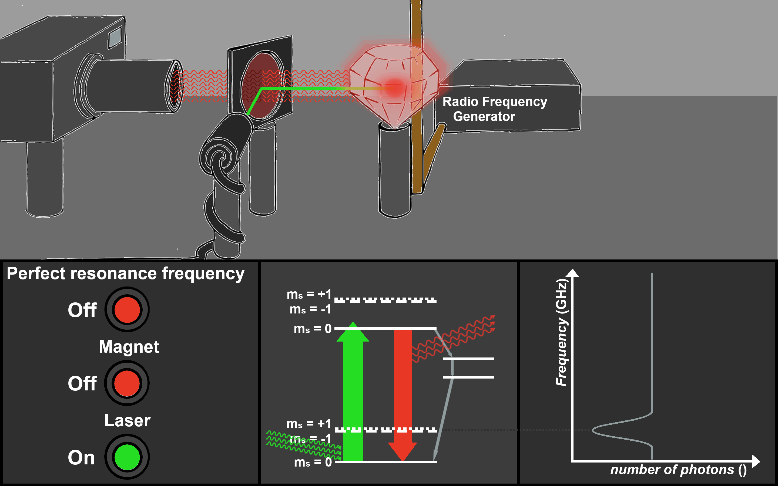 Radio Frequency
Generator
Perfect resonance frequency
Off
Magnet
Off
Laser
On
mₛ = +1
mₛ = -1
mₛ = 0
mₛ = +1
mₛ = -1
mₛ = 0
Frequency (GHz)
number of photons ()